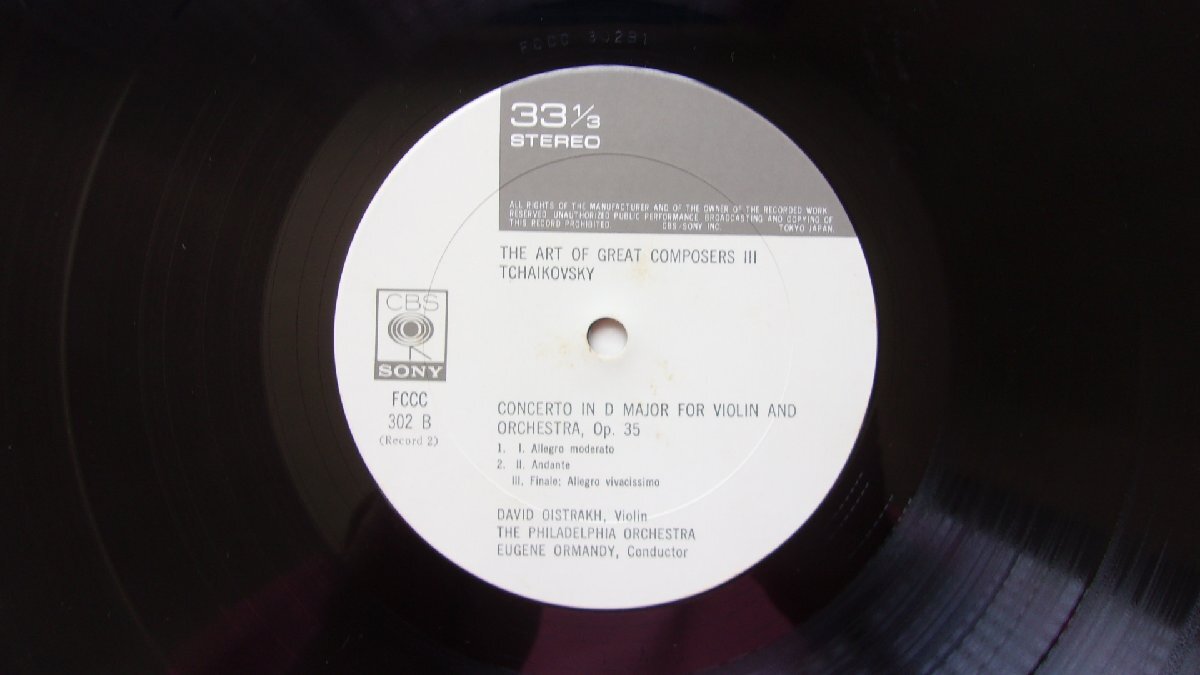 FCCC 30291
33 1/3
STEREO
ALL RIGHTS OF THE MANUFACTURER AND OF THE OWNER OF THE RECORDED WORK
RESERVED. UNAUTHORIZED PUBLIC PERFORMANCE. BROADCASTING AND COPYING OF
THIS RECORD PROHIBITED. CBS/SONY INC. TOKYO JAPAN.
THE ART OF GREAT COMPOSERS III
TCHAIKOVSKY
CBS
SONY
FCCC
302 B
(Record 2)
CONCERTO IN D MAJOR FOR VIOLIN AND
ORCHESTRA, Op. 35
1. I. Allegro moderato
2. II. Andante
III. Finale: Allegro vivacissimo
DAVID OISTRAKH, Violin
THE PHILADELPHIA ORCHESTRA
EUGENE ORMANDY, Conductor